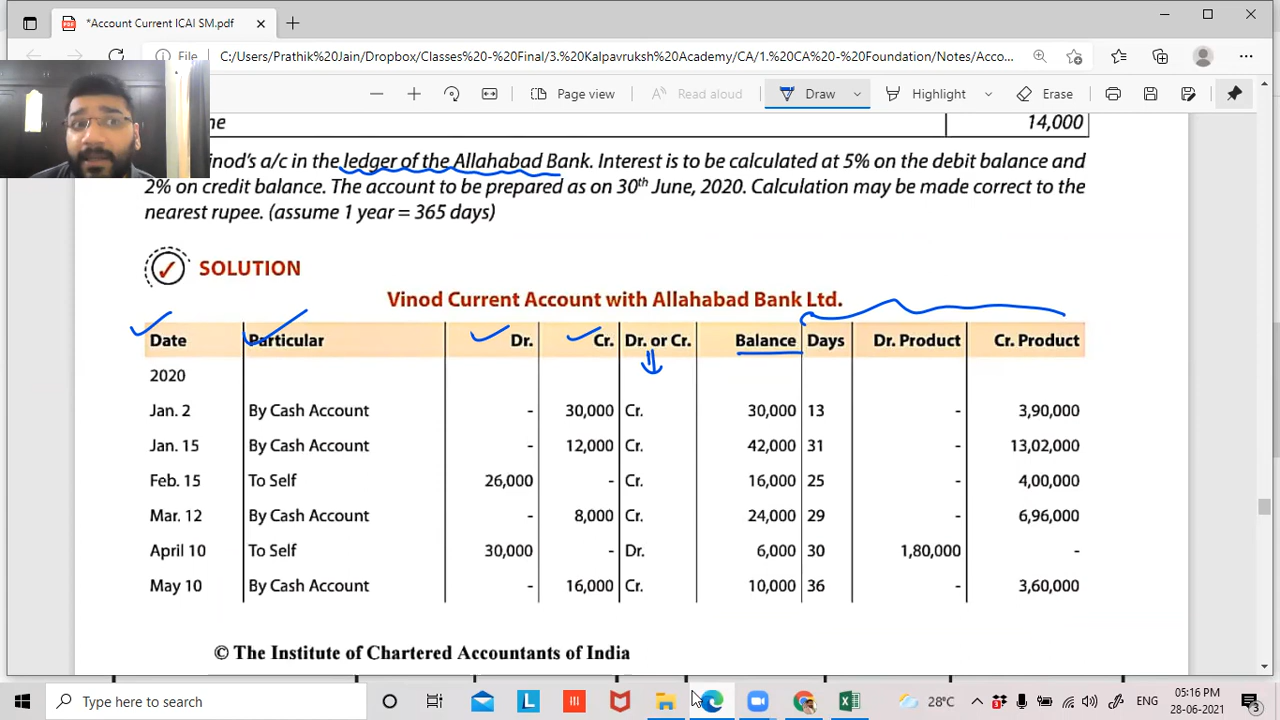 *Account Current ICAI SM.pdf
File C:/Users/Prathik%20Jain/Dropbox/Classes%20-%20Final/3.%20Kalpavruksh%20Academy/CA/1.%20CA%20-%20Foundation/Notes/Acco...
Page view Read aloud Draw Highlight Erase
me 14,000
inod's a/c in the ledger of the Allahabad Bank. Interest is to be calculated at 5% on the debit balance and
2% on credit balance. The account to be prepared as on 30th June, 2020. Calculation may be made correct to the
nearest rupee. (assume 1 year = 365 days)
SOLUTION
Vinod Current Account with Allahabad Bank Ltd.
Date Particular Dr. Cr. Dr. or Cr. Balance Days Dr. Product Cr. Product
2020
Jan. 2 By Cash Account - 30,000 Cr. 30,000 13 - 3,90,000
Jan. 15 By Cash Account - 12,000 Cr. 42,000 31 - 13,02,000
Feb. 15 To Self 26,000 - Cr. 16,000 25 - 4,00,000
Mar. 12 By Cash Account - 8,000 Cr. 24,000 29 - 6,96,000
April 10 To Self 30,000 - Dr. 6,000 30 1,80,000 -
May 10 By Cash Account - 16,000 Cr. 10,000 36 - 3,60,000
© The Institute of Chartered Accountants of India
Type here to search 28°C ENG 05:16 PM
28-06-2021